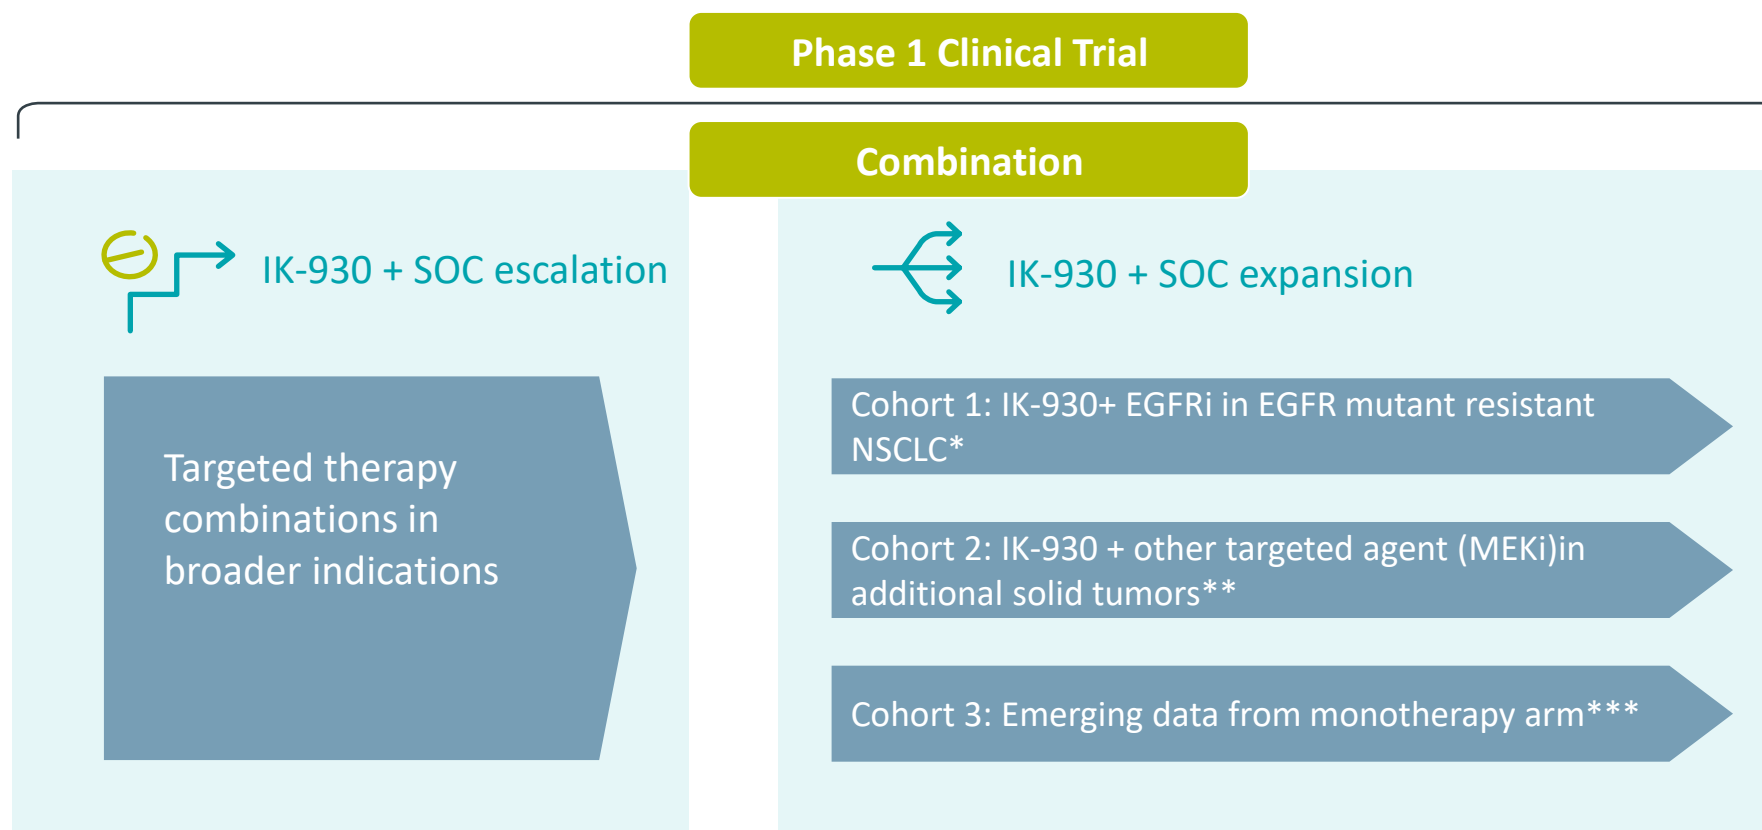 Phase 1 Clinical Trial
Combination
IK-930 + SOC escalation
Targeted therapy
combinations in
broader indications
IK-930 + SOC expansion
Cohort 1: IK-930+ EGFRi in EGFR mutant resistant
NSCLC*
Cohort 2: IK-930 + other targeted agent (MEKi)in
additional solid tumors**
Cohort 3: Emerging data from monotherapy arm***